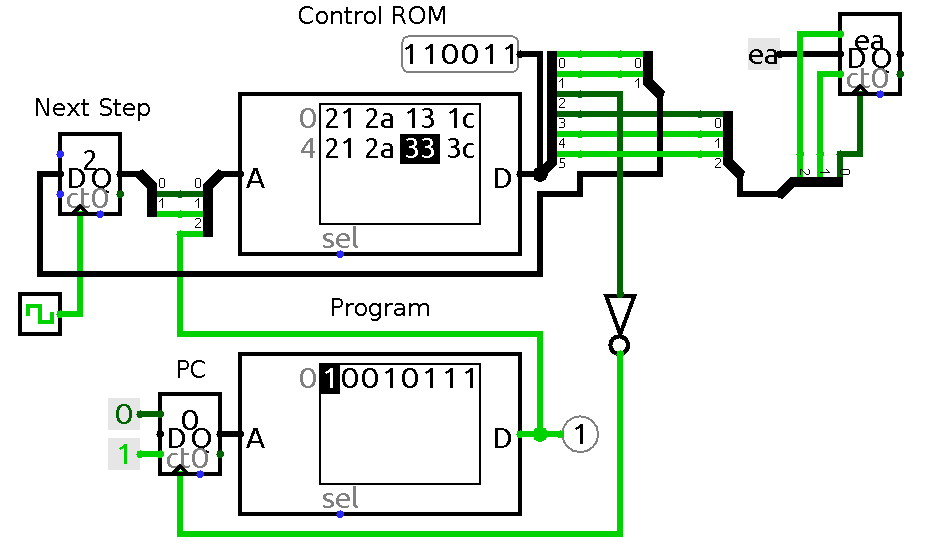 Control ROM
110011
ea
ea
D Q
ct0
0
1
2
3
4
5
0
1
0
1
2
2
1
0
Next Step
2
D Q
ct0
0
1
0
1
2
A
0 21 2a 13 1c
4 21 2a 33 3c
D
sel
Program
PC
0
1
0
D Q
ct0
A
0 10010111
D
1
sel